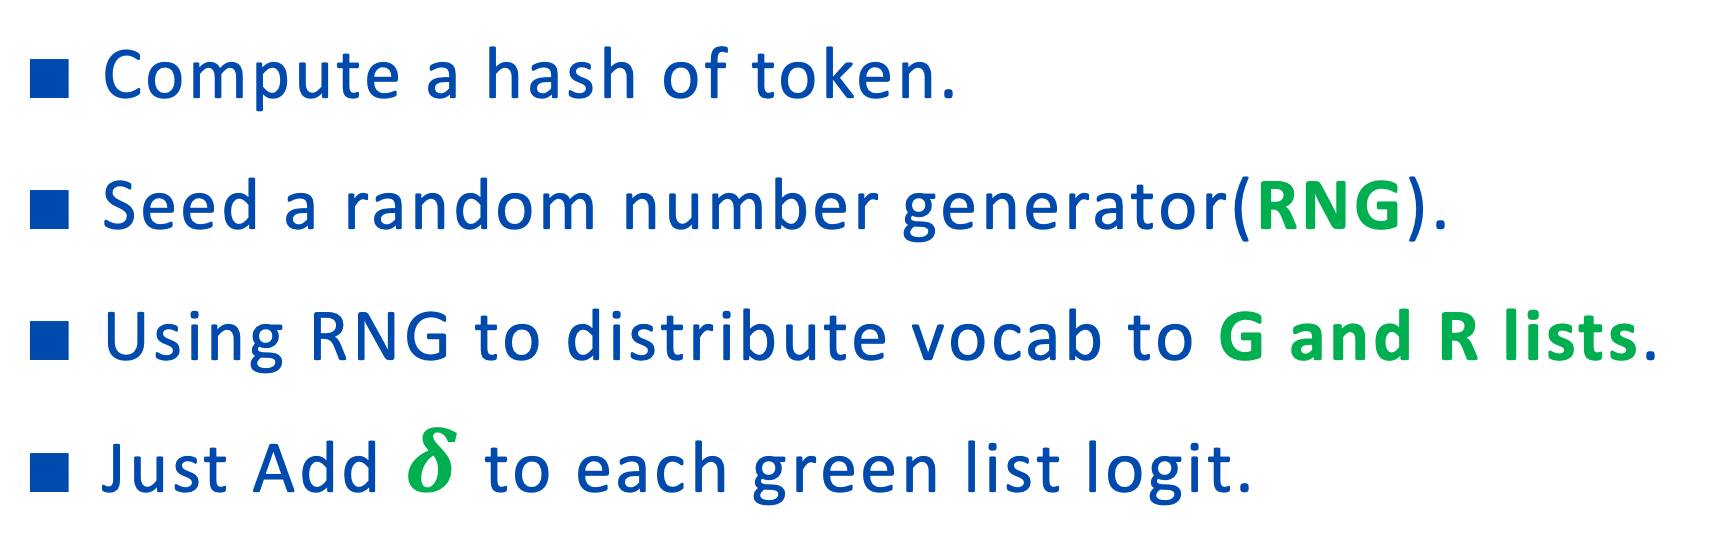 ■ Compute a hash of token.
■ Seed a random number generator(RNG).
■ Using RNG to distribute vocab to G and R lists.
■ Just Add δ to each green list logit.